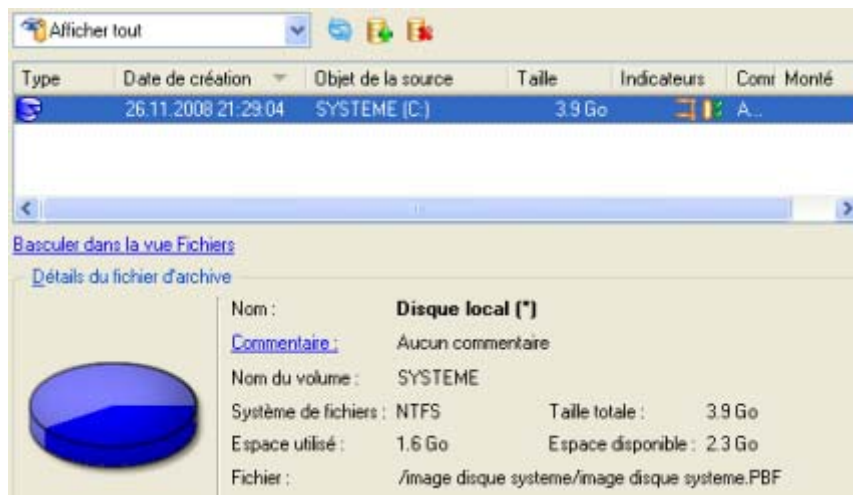 Afficher tout
Type Date de création Objet de la source Taille Indicateurs Comr Monté
26.11.2008 21:29:04 SYSTEME (C:) 3.9 Go A...
Basculer dans la vue Fichiers
Détails du fichier d'archive
Nom : Disque local (*)
Commentaire : Aucun commentaire
Nom du volume : SYSTEME
Système de fichiers : NTFS Taille totale : 3.9 Go
Espace utilisé : 1.6 Go Espace disponible : 2.3 Go
Fichier : /image disque systeme/image disque systeme.PBF